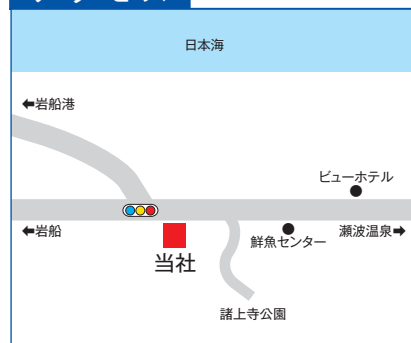 日本海
←岩船港
ビューホテル
←岩船
鮮魚センター
瀬波温泉→
当社
諸上寺公園